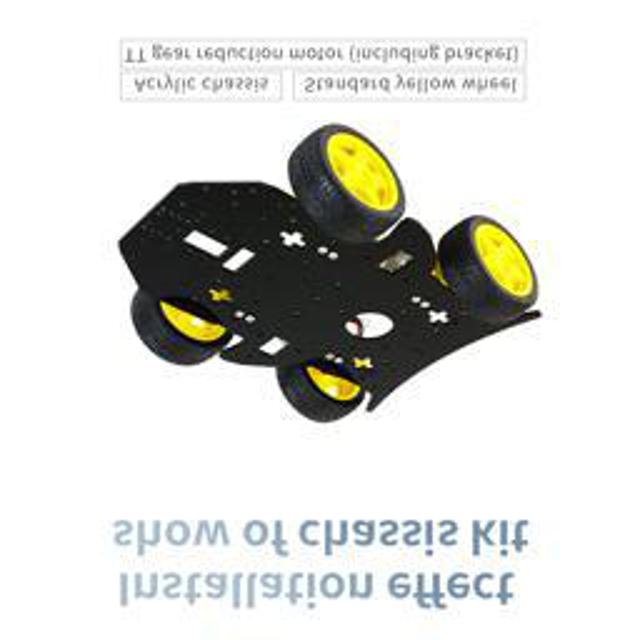 Installation effect
show of chassis kit
Acrylic chassis
Standard yellow wheel
TT gear reduction motor (including bracket)